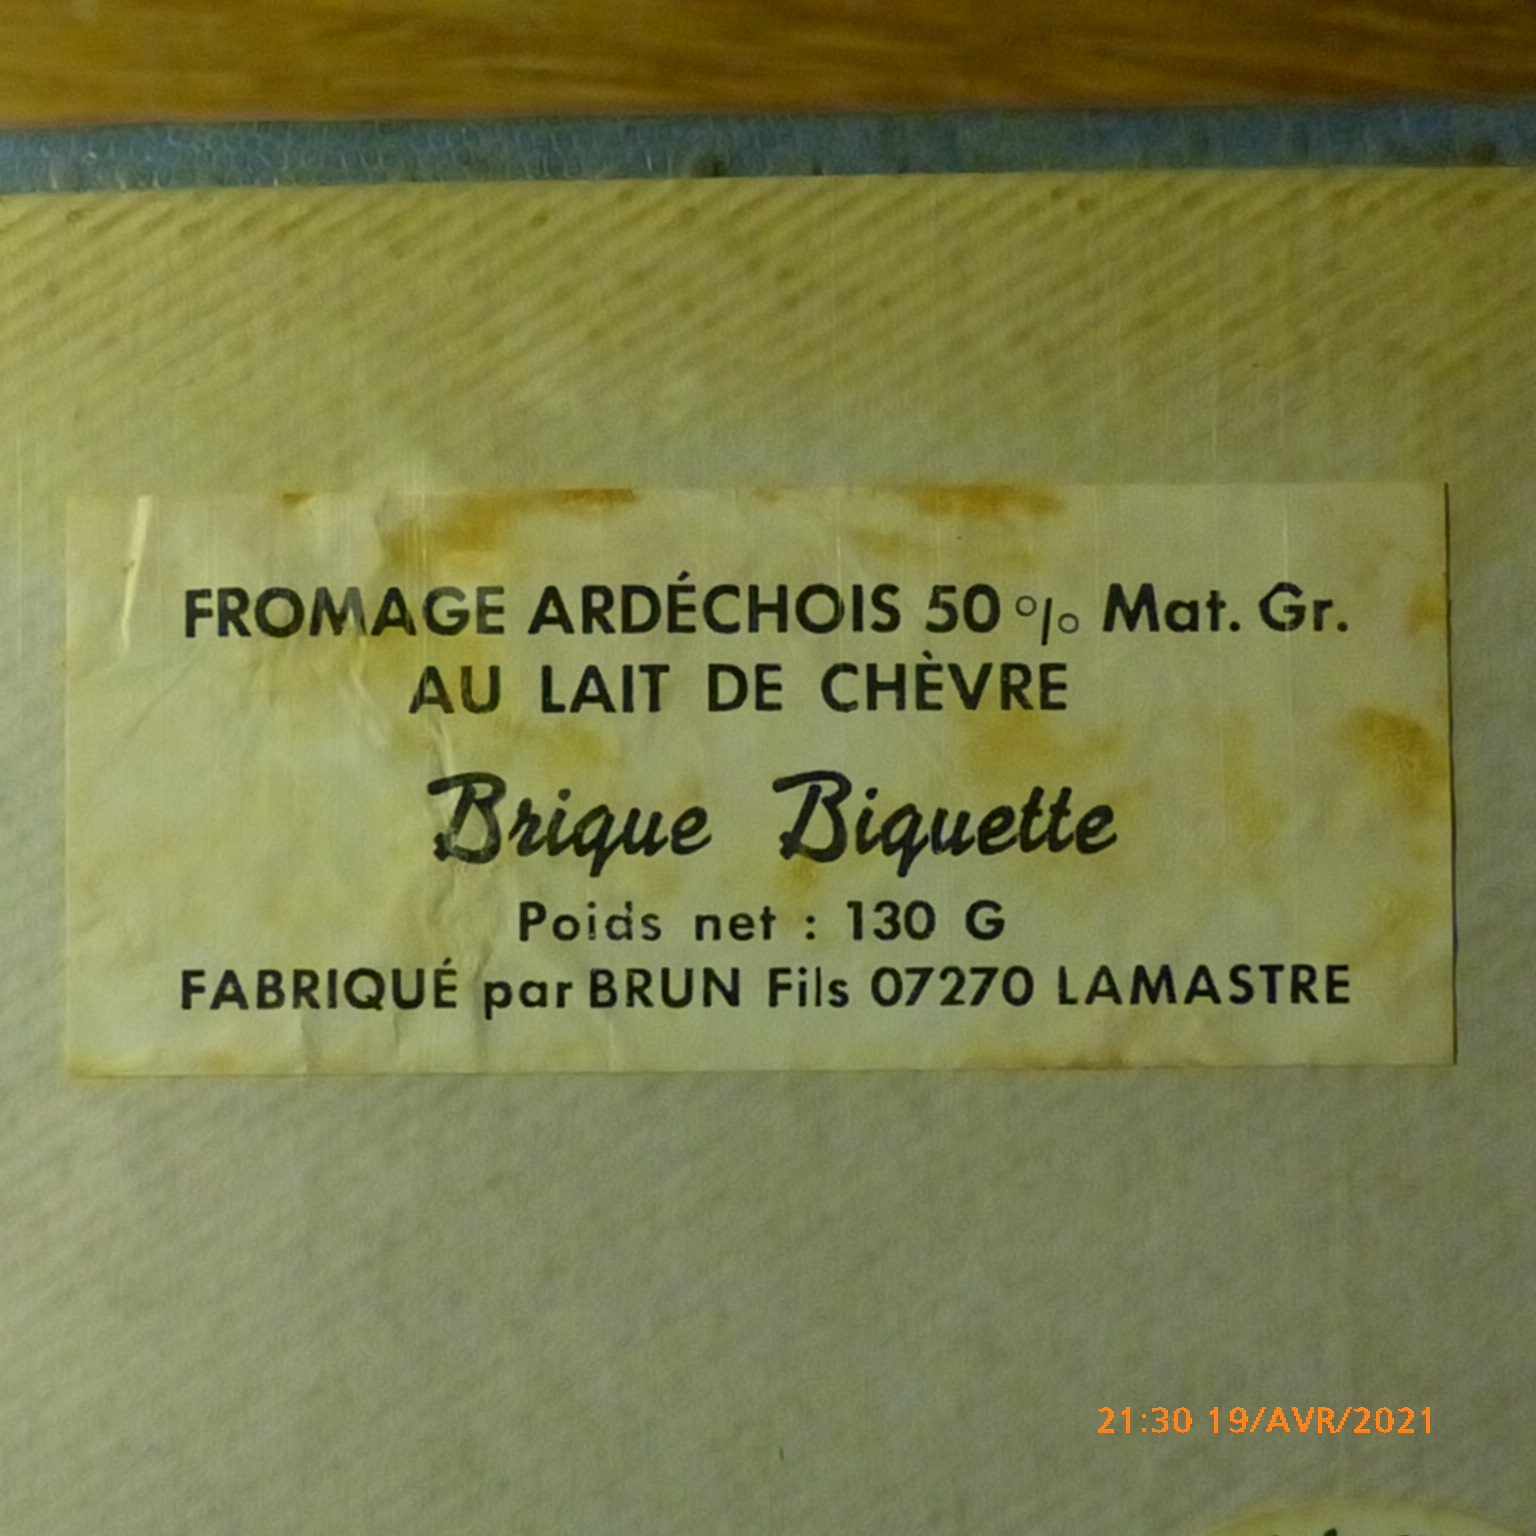 FROMAGE ARDÉCHOIS 50 % Mat. Gr.
AU LAIT DE CHÈVRE
Brique Biquette
Poids net : 130 G
FABRIQUÉ par BRUN Fils 07270 LAMASTRE
21:30 19/AVR/2021